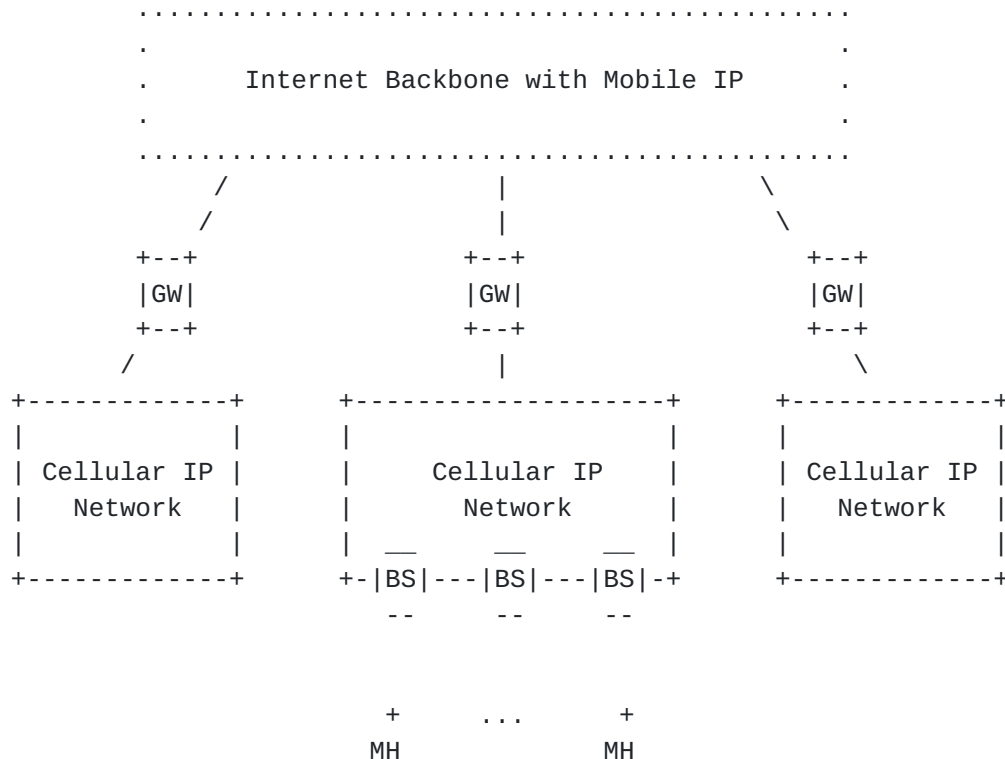 Internet Backbone with Mobile IP
GW GW GW
Cellular IP Cellular IP Cellular IP
Network Network Network
BS BS BS
+ ... +
MH MH